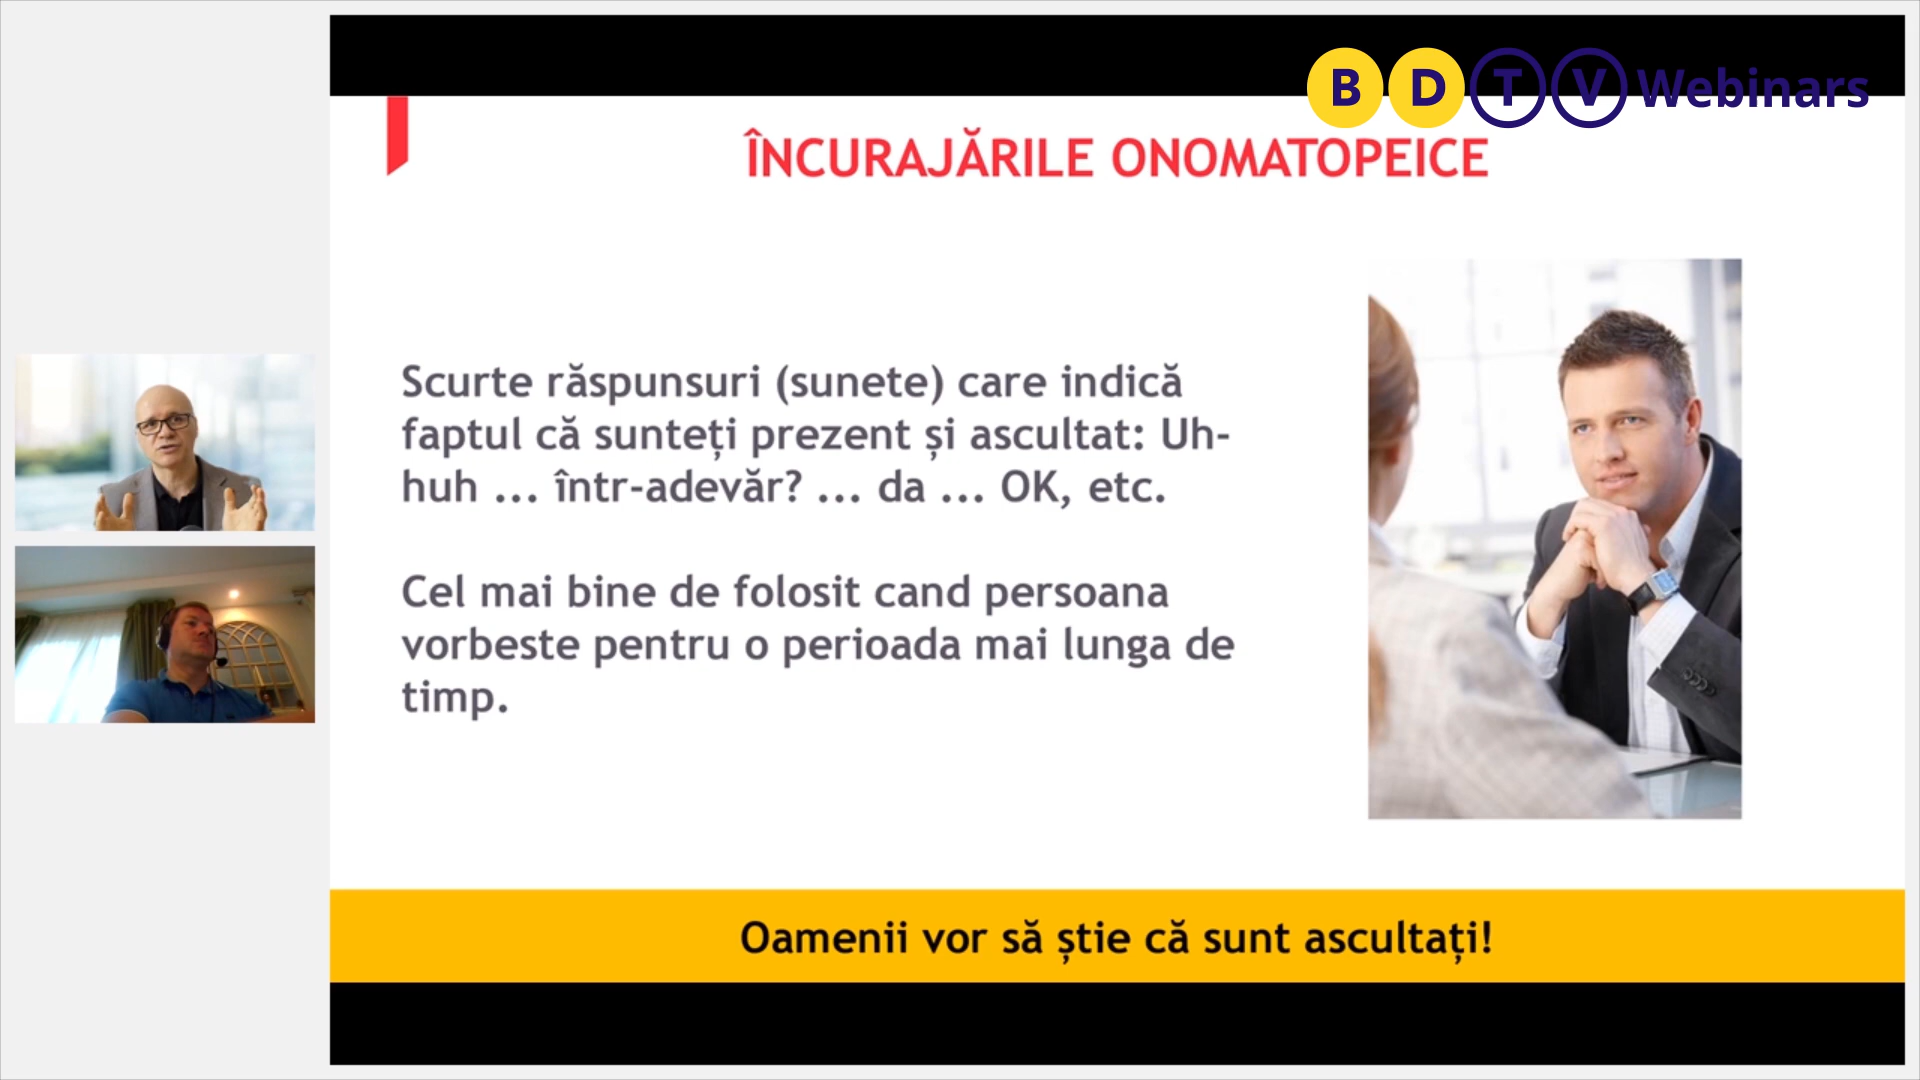 BDTV Webinars
ÎNCURAJĂRILE ONOMATOPEICE
Scurte răspunsuri (sunete) care indică
faptul că sunteți prezent și ascultat: Uh-
huh ... într-adevăr? ... da ... OK, etc.
Cel mai bine de folosit cand persoana
vorbeste pentru o perioada mai lunga de
timp.
Oamenii vor să știe că sunt ascultați!